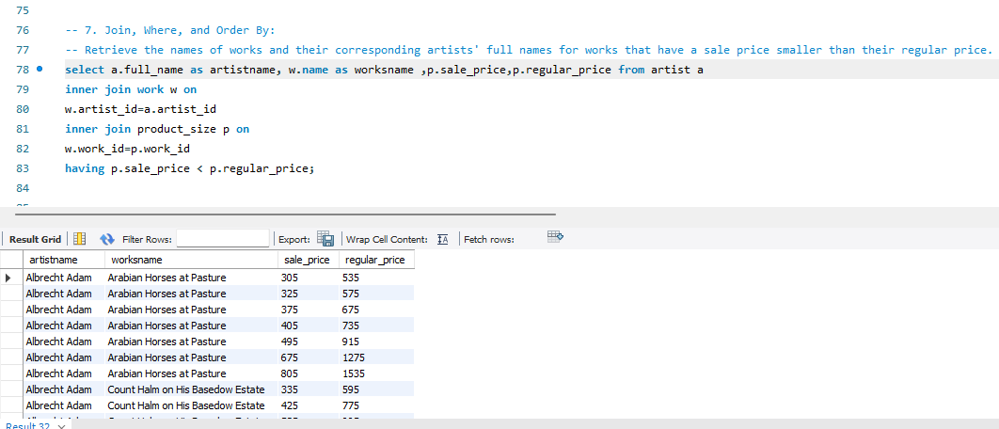 75
76 -- 7. Join, Where, and Order By:
77 -- Retrieve the names of works and their corresponding artists' full names for works that have a sale price smaller than their regular price.
78 select a.full_name as artistname, w.name as worksname ,p.sale_price,p.regular_price from artist a
79 inner join work w on
80 w.artist_id=a.artist_id
81 inner join product_size p on
82 w.work_id=p.work_id
83 having p.sale_price < p.regular_price;
84
Result Grid Filter Rows: Export: Wrap Cell Content: Fetch rows:
artistname worksname sale_price regular_price
Albrecht Adam Arabian Horses at Pasture 305 535
Albrecht Adam Arabian Horses at Pasture 325 575
Albrecht Adam Arabian Horses at Pasture 375 675
Albrecht Adam Arabian Horses at Pasture 405 735
Albrecht Adam Arabian Horses at Pasture 495 915
Albrecht Adam Arabian Horses at Pasture 675 1275
Albrecht Adam Arabian Horses at Pasture 805 1535
Albrecht Adam Count Halm on His Basedow Estate 335 595
Albrecht Adam Count Halm on His Basedow Estate 425 775
Result 32